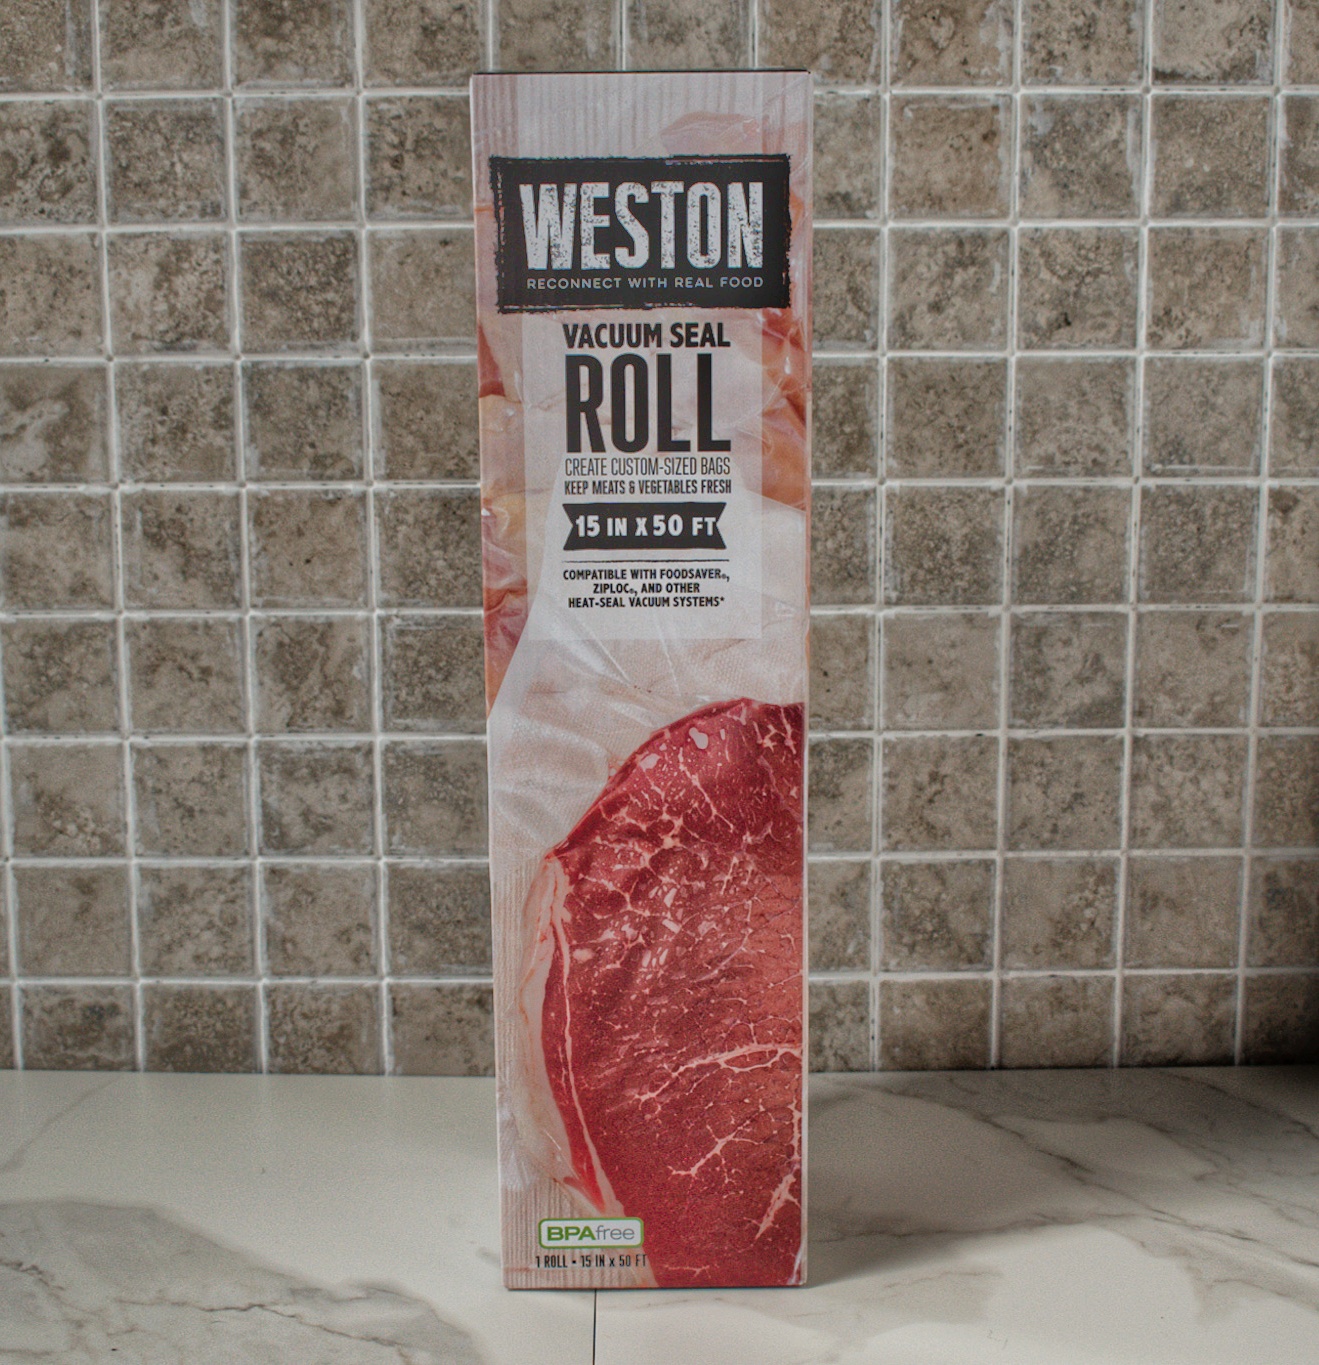 WESTON
RECONNECT WITH REAL FOOD
VACUUM SEAL
ROLL
CREATE CUSTOM-SIZED BAGS
KEEP MEATS & VEGETABLES FRESH
15 IN X 50 FT
COMPATIBLE WITH FOODSAVER®,
ZIPLOC®, AND OTHER
HEAT-SEAL VACUUM SYSTEMS*
BPAfree
1 ROLL • 15 IN x 50 FT